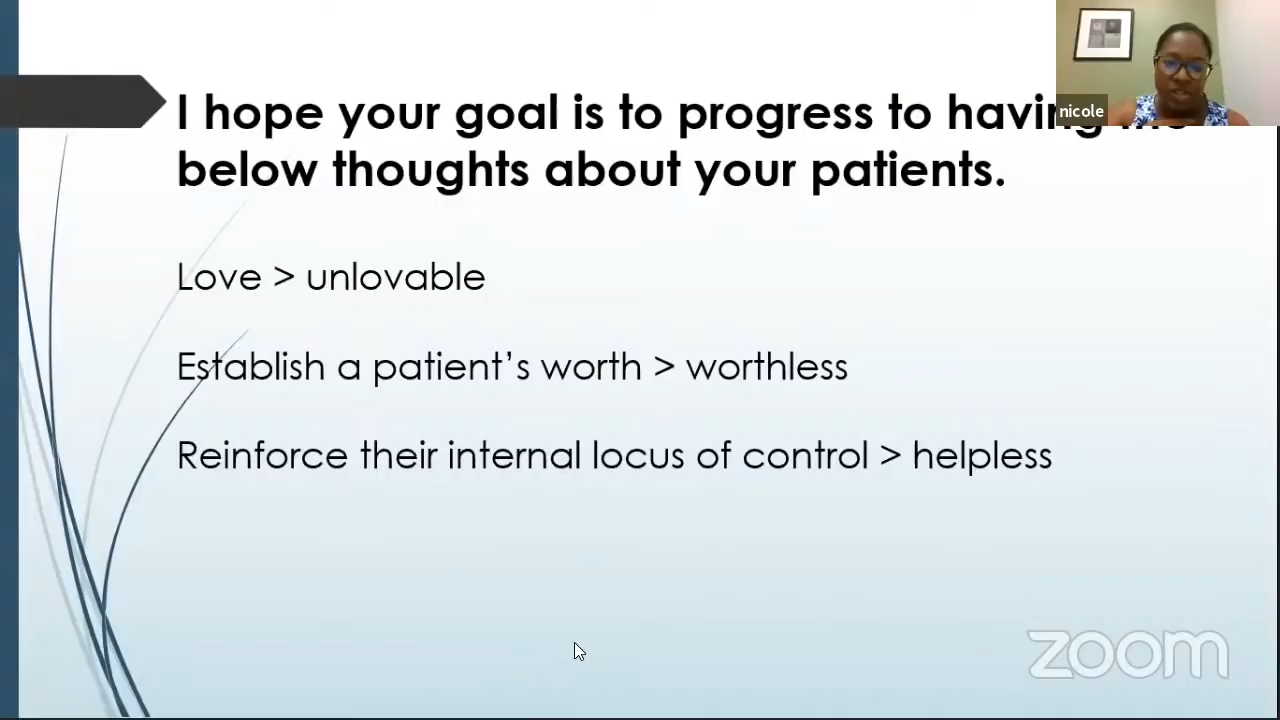 nicole
I hope your goal is to progress to having
below thoughts about your patients.
Love > unlovable
Establish a patient’s worth > worthless
Reinforce their internal locus of control > helpless
zoom